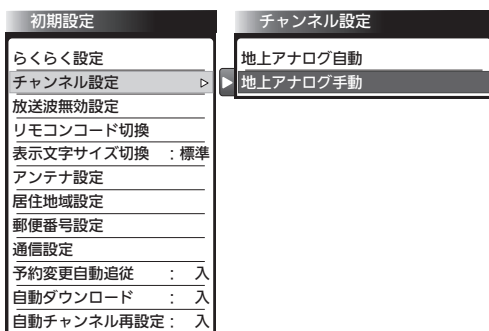 初期設定
らくらく設定
チャンネル設定
放送波無効設定
リモコンコード切換
表示文字サイズ切換 : 標準
アンテナ設定
居住地域設定
郵便番号設定
通信設定
予約変更自動追従 : 入
自動ダウンロード : 入
自動チャンネル再設定 : 入
チャンネル設定
地上アナログ自動
地上アナログ手動